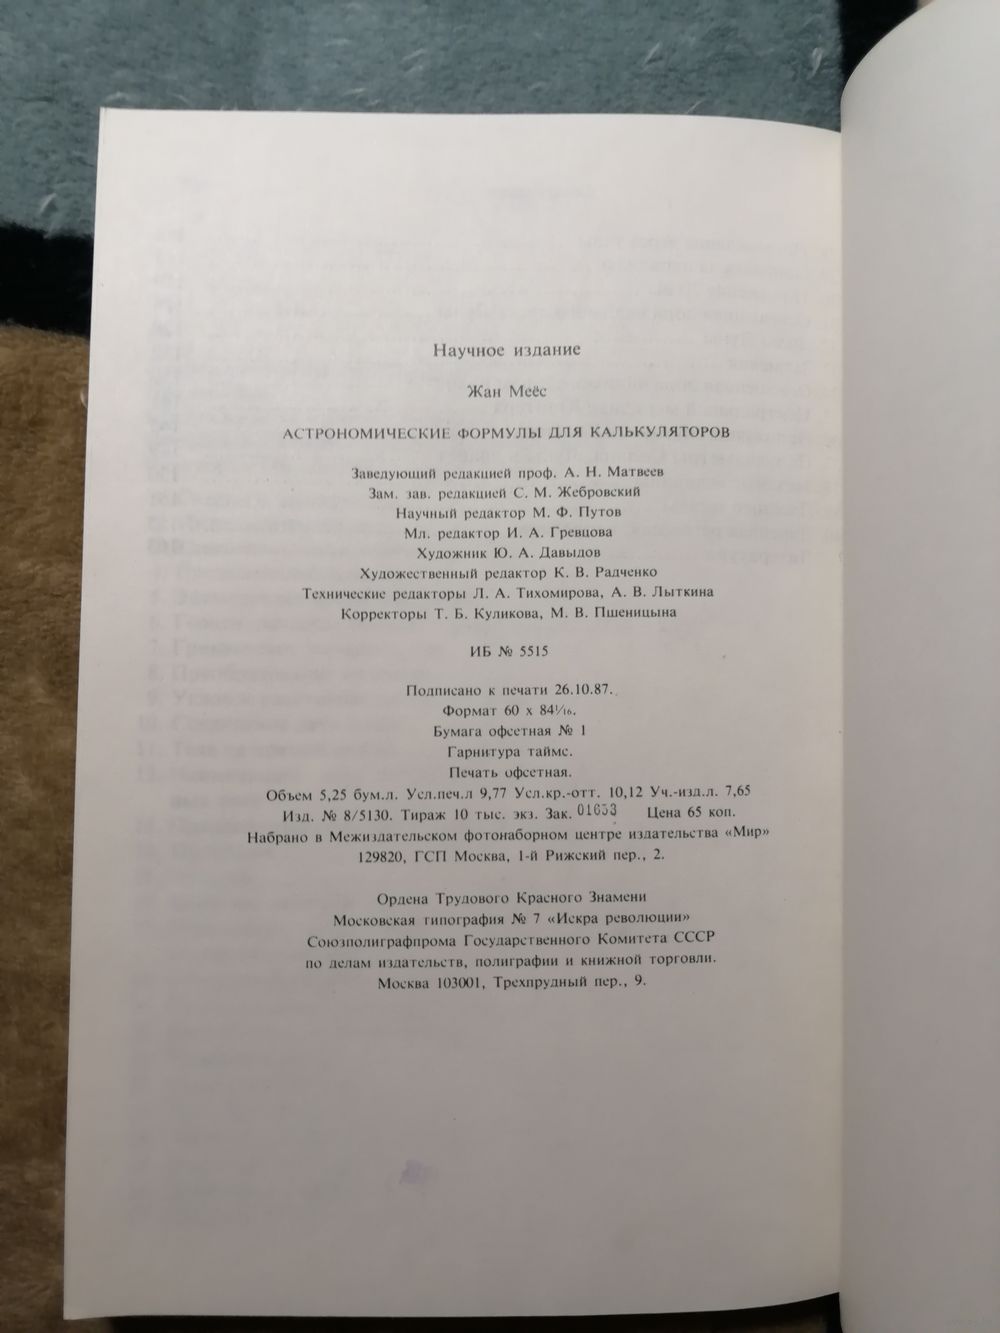 Научное издание
Жан Меёс
АСТРОНОМИЧЕСКИЕ ФОРМУЛЫ ДЛЯ КАЛЬКУЛЯТОРОВ
Заведующий редакцией проф. А. Н. Матвеев
Зам. зав. редакцией С. М. Жебровский
Научный редактор М. Ф. Путов
Мл. редактор И. А. Гревцова
Художник Ю. А. Давыдов
Художественный редактор К. В. Радченко
Технические редакторы Л. А. Тихомирова, А. В. Лыткина
Корректоры Т. Б. Куликова, М. В. Пшеницына
ИБ № 5515
Подписано к печати 26.10.87.
Формат 60 х 84¹⁄₁₆.
Бумага офсетная № 1
Гарнитура таймс.
Печать офсетная.
Объем 5,25 бум.л. Усл.печ.л 9,77 Усл.кр.-отт. 10,12 Уч.-изд.л. 7,65
Изд. № 8/5130. Тираж 10 тыс. экз. Зак. 01653 Цена 65 коп.
Набрано в Межиздательском фотонаборном центре издательства «Мир»
129820, ГСП Москва, 1-й Рижский пер., 2.
Ордена Трудового Красного Знамени
Московская типография № 7 «Искра революции»
Союзполиграфпрома Государственного Комитета СССР
по делам издательств, полиграфии и книжной торговли.
Москва 103001, Трехпрудный пер., 9.